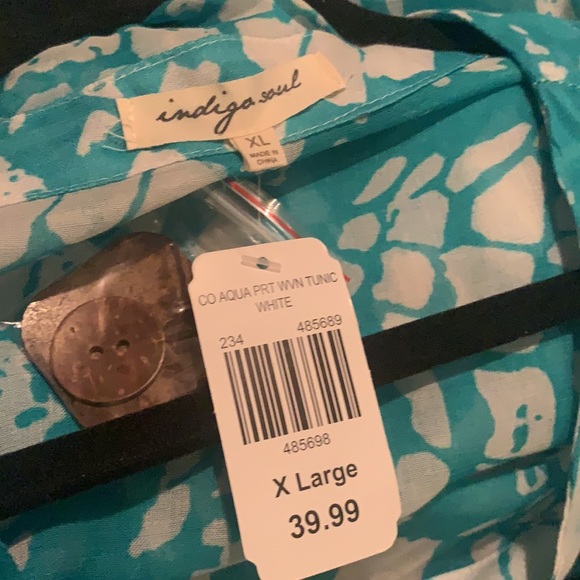 indigo soul
XL
MADE IN
CHINA
CO AQUA PRT WVN TUNIC
WHITE
234 485689
485698
X Large
39.99